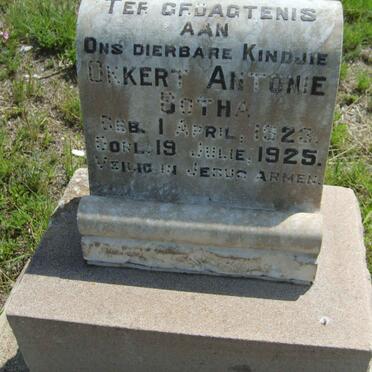 TER GEDAGTENIS
AAN
ONS DIERBARE KINDJIE
OKKERT ANTONIE
BOTHA
GEB. 1 APRIL, 1923.
OORL. 19 JULIE, 1925.
VEILIG IN JESUS ARMEN.